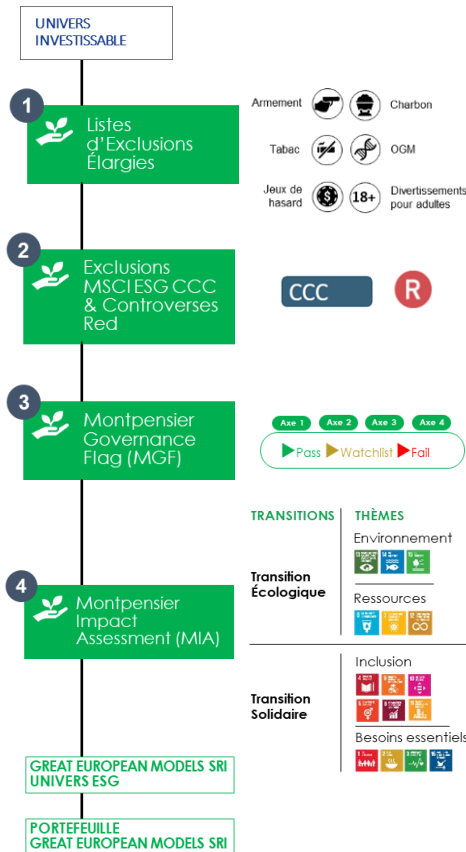 UNIVERS
INVESTISSABLE
1
Listes
d'Exclusions
Élargies
Armement
Charbon
Tabac
OGM
Jeux de
hasard
18+
Divertissements
pour adultes
2
Exclusions
MSCI ESG CCC
& Controverses
Red
CCC
R
3
Montpensier
Governance
Flag (MGF)
Axe 1 Axe 2 Axe 3 Axe 4
Pass Watchlist Fail
TRANSITIONS THÈMES
Environnement
Transition
Écologique
Ressources
4
Montpensier
Impact
Assessment (MIA)
Inclusion
Transition
Solidaire
Besoins essentiels
GREAT EUROPEAN MODELS SRI
UNIVERS ESG
PORTEFEUILLE
GREAT EUROPEAN MODELS SRI